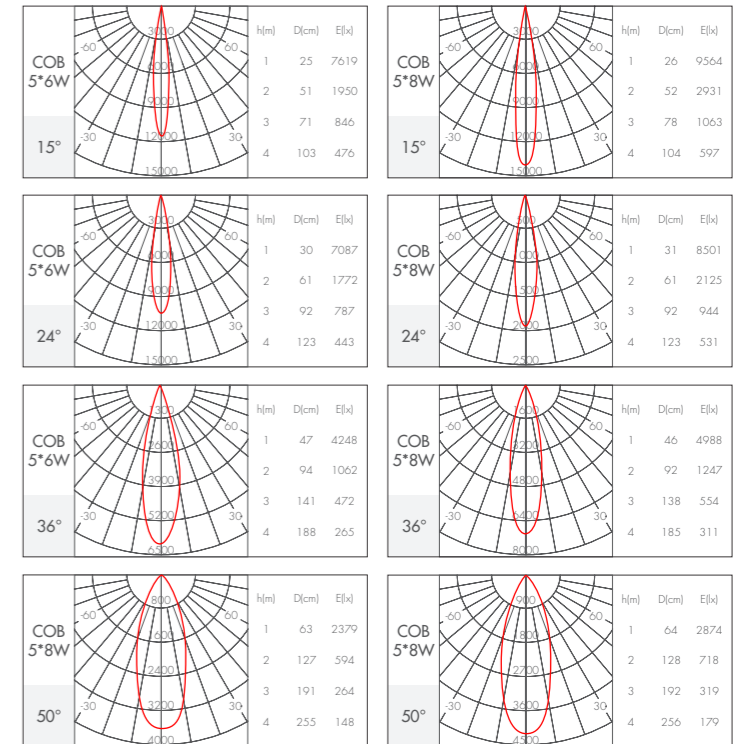 COB
5*6W
15°
3000
-60
60
6000
9000
-30
12000
30
15000
h(m) D(cm) E(lx)
1 25 7619
2 51 1950
3 71 846
4 103 476
COB
5*8W
15°
3000
-60
60
6000
9000
-30
12000
30
15000
h(m) D(cm) E(lx)
1 26 9564
2 52 2931
3 78 1063
4 104 597
COB
5*6W
24°
3000
-60
60
6000
9000
-30
12000
30
15000
h(m) D(cm) E(lx)
30 7087
2 61 1772
3 92 787
4 123 443
COB
5*8W
24°
500
-60
60
1000
1500
-30
2000
30
2500
h(m) D(cm) E(lx)
1 31 8501
2 61 2125
3 92 944
4 123 531
COB
5*6W
36°
1300
-60
60
2600
3900
-30
5200
30
6500
h(m) D(cm) E(lx)
1 47 4248
2 94 1062
3 141 472
4 188 265
COB
5*8W
36°
1600
-60
60
3200
4800
-30
6400
30
8000
h(m) D(cm) E(lx)
1 46 4988
2 92 1247
3 138 554
4 185 311
COB
5*8W
50°
800
-60
60
1600
2400
-30
3200
30
4000
h(m) D(cm) E(lx)
1 63 2379
2 127 594
3 191 264
4 255 148
COB
5*8W
50°
900
-60
60
1800
2700
-30
3600
30
4500
h(m) D(cm) E(lx)
1 64 2874
2 128 718
3 192 319
4 256 179